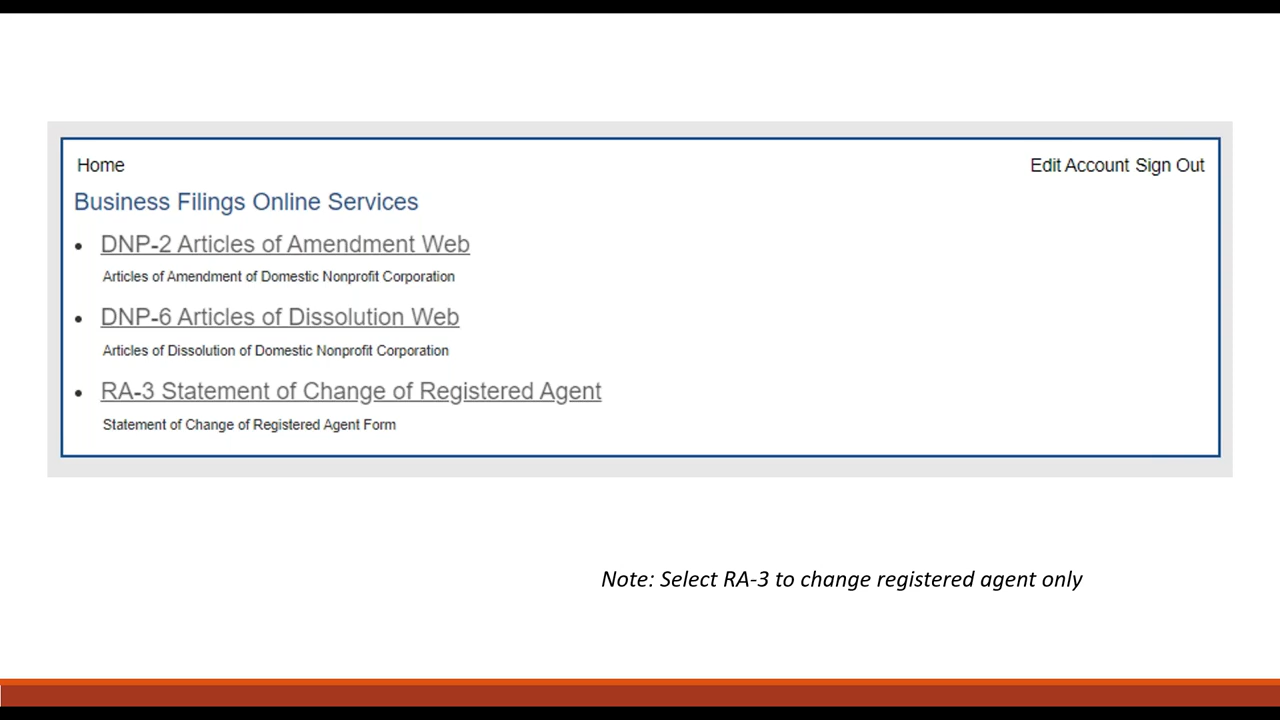 Home
Edit Account Sign Out
Business Filings Online Services
DNP-2 Articles of Amendment Web
Articles of Amendment of Domestic Nonprofit Corporation
DNP-6 Articles of Dissolution Web
Articles of Dissolution of Domestic Nonprofit Corporation
RA-3 Statement of Change of Registered Agent
Statement of Change of Registered Agent Form
Note: Select RA-3 to change registered agent only